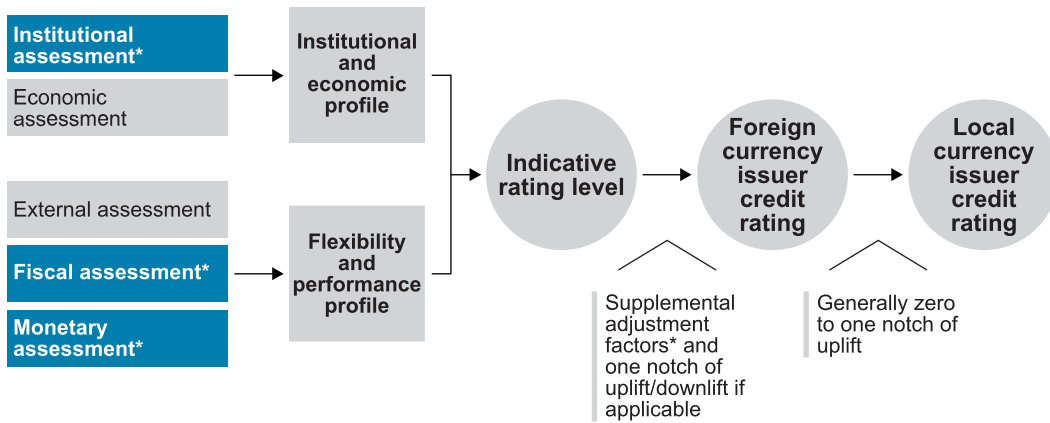 Institutional
assessment*
Economic
assessment
External assessment
Fiscal assessment*
Monetary
assessment*
Institutional
and
economic
profile
Flexibility
and
performance
profile
Indicative
rating level
Foreign
currency
issuer
credit
rating
Local
currency
issuer
credit
rating
Supplemental
adjustment
factors* and
one notch of
uplift/downlift if
applicable
Generally zero
to one notch of
uplift